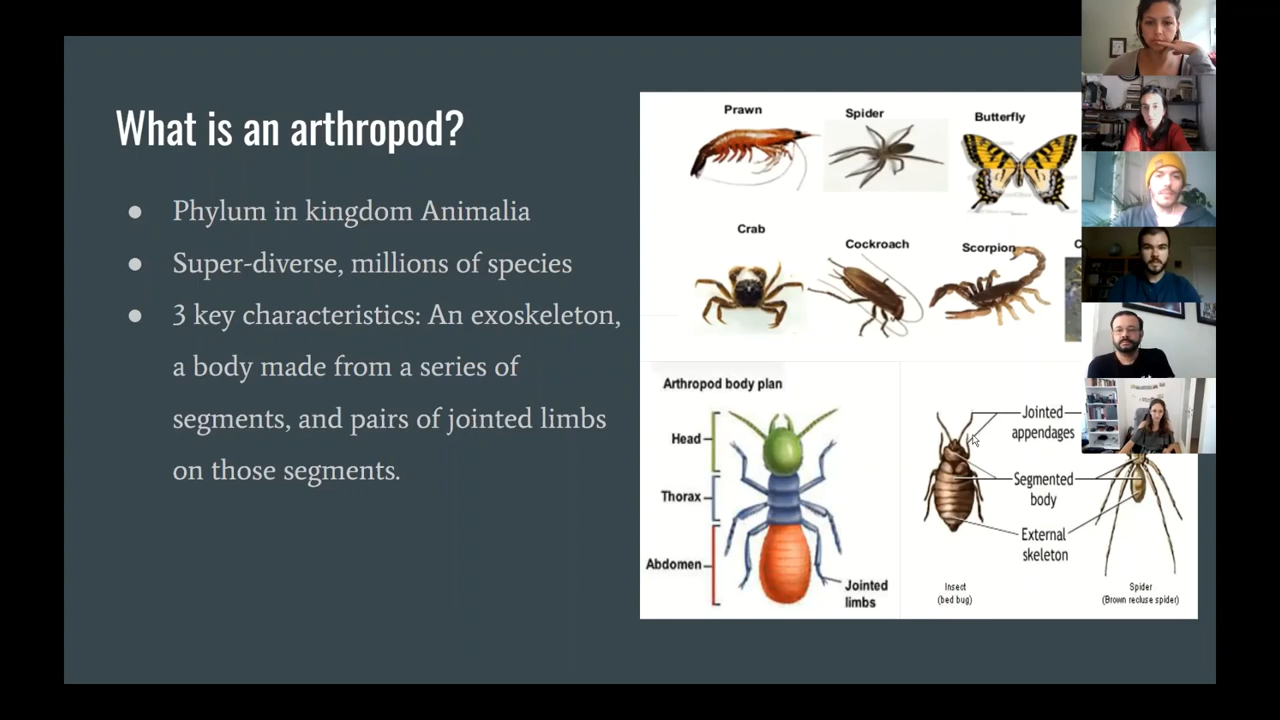 What is an arthropod?
● Phylum in kingdom Animalia
● Super-diverse, millions of species
● 3 key characteristics: An exoskeleton,
a body made from a series of
segments, and pairs of jointed limbs
on those segments.
Prawn
Spider
Butterfly
Crab
Cockroach
Scorpion
Arthropod body plan
Head
Thorax
Abdomen
Jointed
limbs
Jointed
appendages
Segmented
body
External
skeleton
Insect
(bed bug)
Spider
(Brown recluse spider)